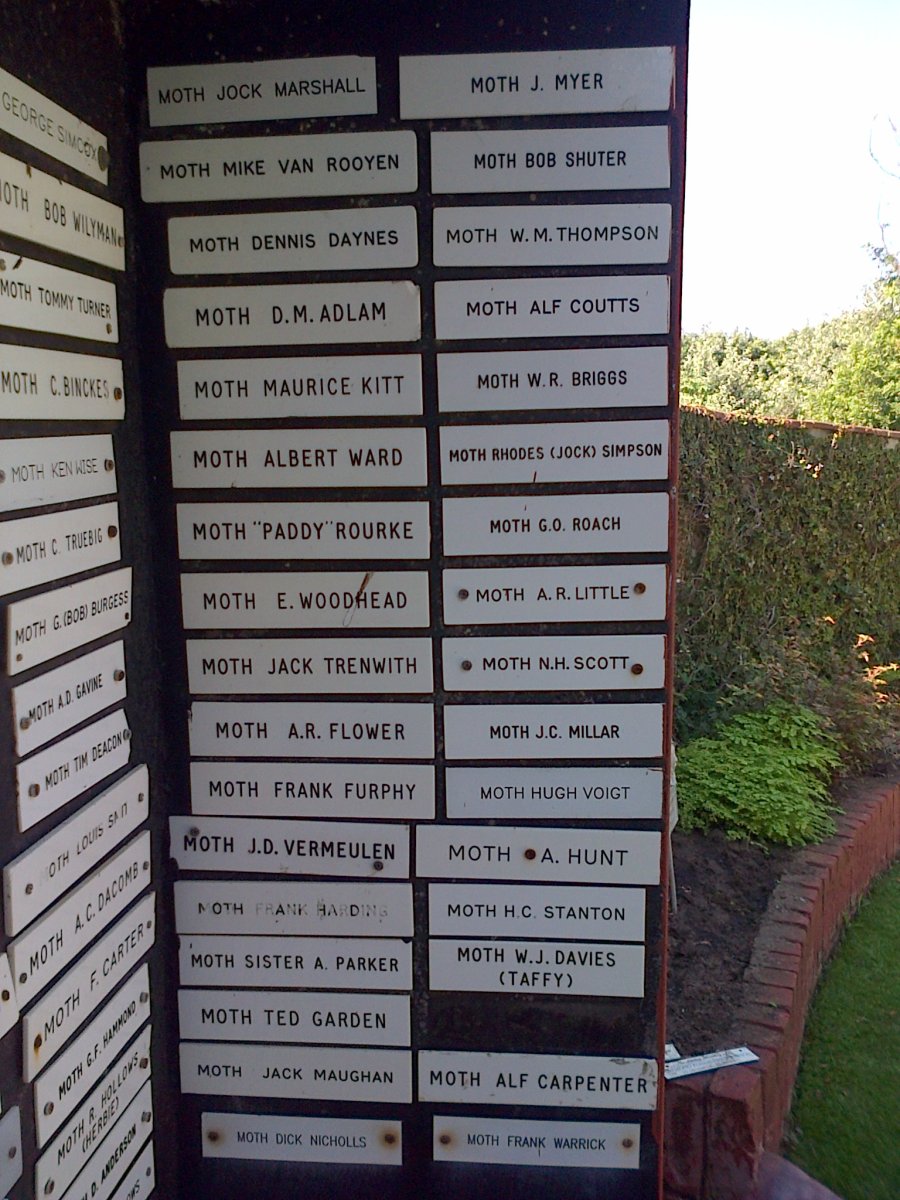 GEORGE SIMCOX
MOTH BOB WILYMAN
MOTH TOMMY TURNER
MOTH C. BINCKES
MOTH KEN WISE
MOTH C. TRUEBIG
MOTH G.(BOB) BURGESS
MOTH A.D. GAVINE
MOTH TIM DEACON
MOTH LOUIS
MOTH A.C. DACOMB
MOTH F. CARTER
MOTH G.F. HAMMOND
MOTH R. HOLLOWS
(HERBIE)
D. ANDERSON
MOTH JOCK MARSHALL
MOTH MIKE VAN ROOYEN
MOTH DENNIS DAYNES
MOTH D.M. ADLAM
MOTH MAURICE KITT
MOTH ALBERT WARD
MOTH "PADDY" ROURKE
MOTH E. WOODHEAD
MOTH JACK TRENWITH
MOTH A.R. FLOWER
MOTH FRANK FURPHY
MOTH J.D. VERMEULEN
MOTH FRANK HARDING
MOTH SISTER A. PARKER
MOTH TED GARDEN
MOTH JACK MAUGHAN
MOTH DICK NICHOLLS
MOTH J. MYER
MOTH BOB SHUTER
MOTH W.M. THOMPSON
MOTH ALF COUTTS
MOTH W.R. BRIGGS
MOTH RHODES (JOCK) SIMPSON
MOTH G.O. ROACH
MOTH A.R. LITTLE
MOTH N.H. SCOTT
MOTH J.C. MILLAR
MOTH HUGH VOIGT
MOTH A. HUNT
MOTH H.C. STANTON
MOTH W.J. DAVIES
(TAFFY)
MOTH ALF CARPENTER
MOTH FRANK WARRICK